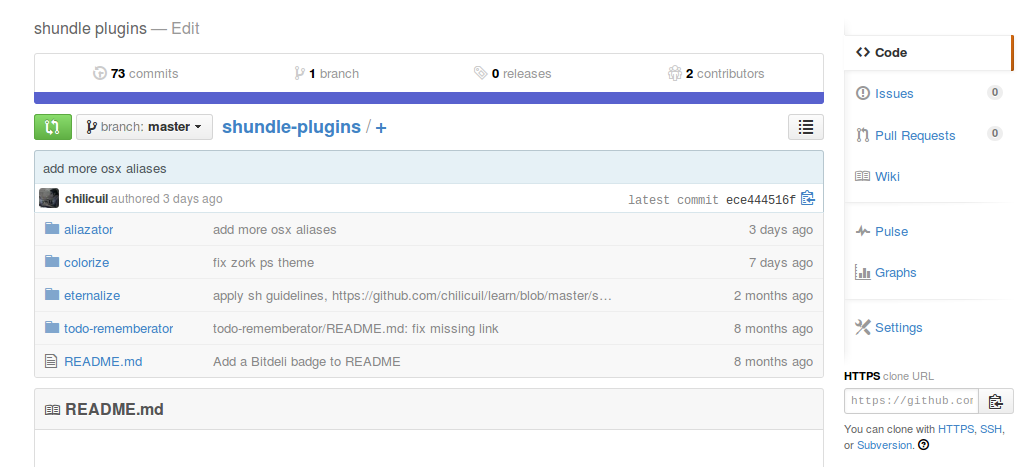 shundle plugins — Edit
73 commits
1 branch
0 releases
2 contributors
branch: master
shundle-plugins / +
add more osx aliases
chilicuil authored 3 days ago
latest commit ece444516f
aliazator add more osx aliases 3 days ago
colorize fix zork ps theme 7 days ago
eternalize apply sh guidelines, https://github.com/chilicuil/learn/blob/master/s… 2 months ago
todo-rememberator todo-rememberator/README.md: fix missing link 8 months ago
README.md Add a Bitdeli badge to README 8 months ago
README.md
Code
Issues 0
Pull Requests 0
Wiki
Pulse
Graphs
Settings
HTTPS clone URL
https://github.com
You can clone with HTTPS, SSH,
or Subversion.